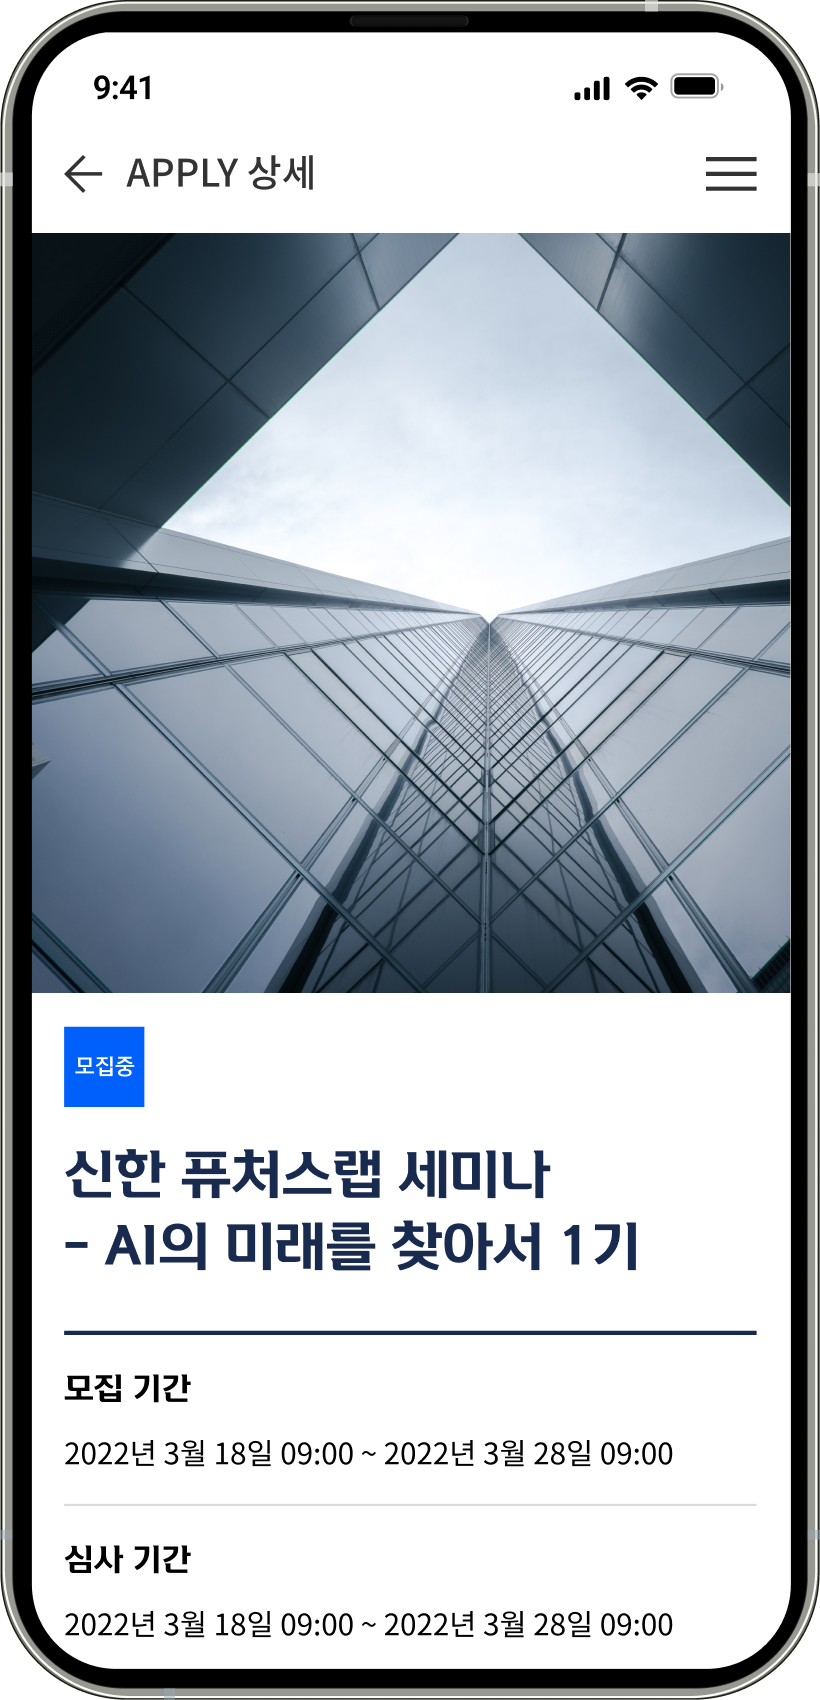 9:41
APPLY 상세
모집중
신한 퓨처스랩 세미나
- AI의 미래를 찾아서 1기
모집 기간
2022년 3월 18일 09:00 ~ 2022년 3월 28일 09:00
심사 기간
2022년 3월 18일 09:00 ~ 2022년 3월 28일 09:00